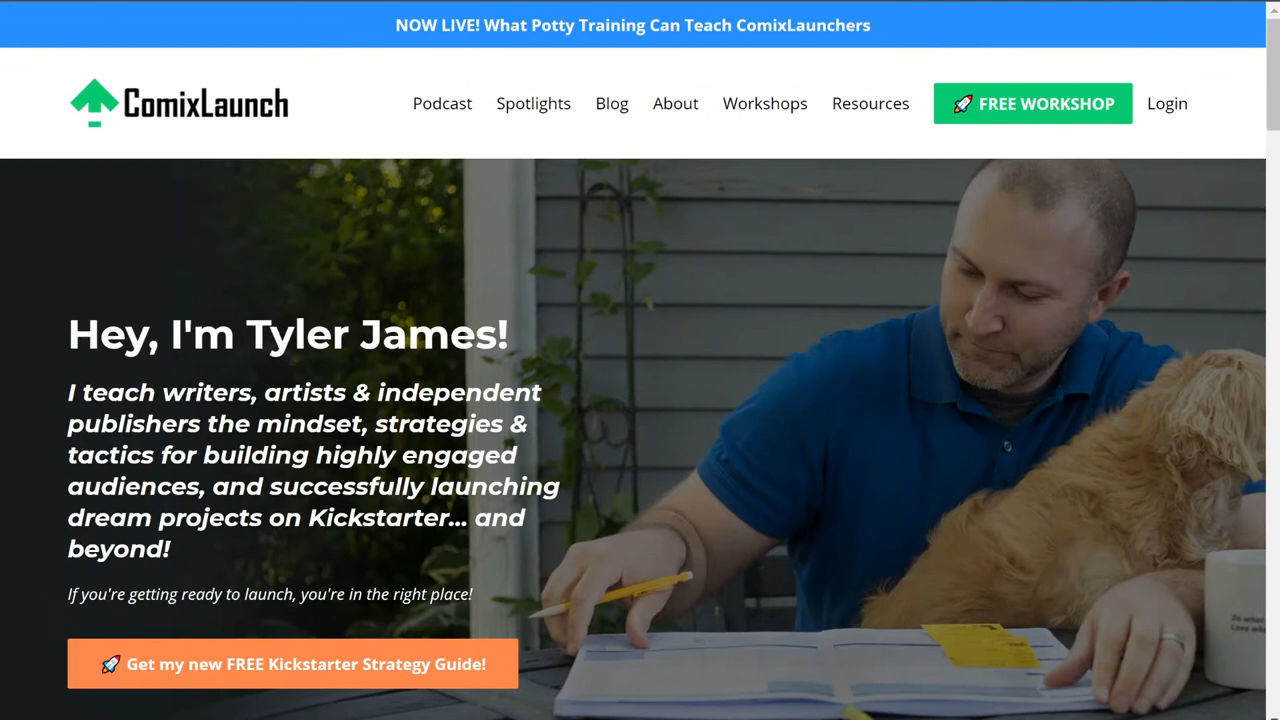 NOW LIVE! What Potty Training Can Teach ComixLaunchers
ComixLaunch
Podcast
Spotlights
Blog
About
Workshops
Resources
FREE WORKSHOP
Login
Hey, I'm Tyler James!
I teach writers, artists & independent
publishers the mindset, strategies &
tactics for building highly engaged
audiences, and successfully launching
dream projects on Kickstarter... and
beyond!
If you're getting ready to launch, you're in the right place!
Get my new FREE Kickstarter Strategy Guide!
Do what